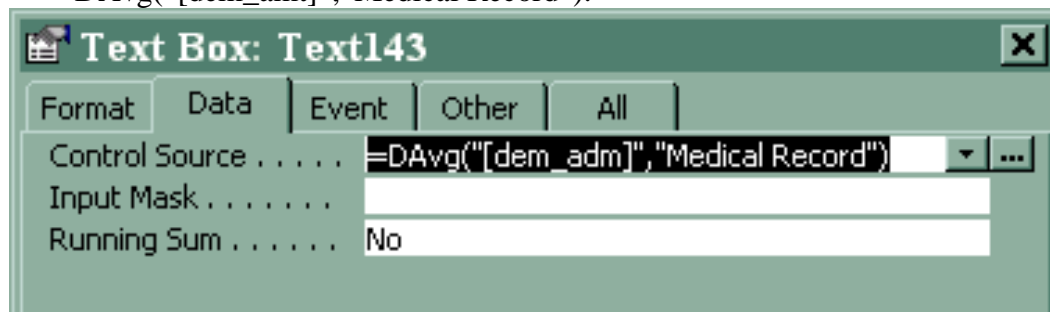 Text Box: Text143
Format Data Event Other All
Control Source . . . . . =DAvg("[dem_adm]","Medical Record")
Input Mask . . . . . . .
Running Sum . . . . . . No